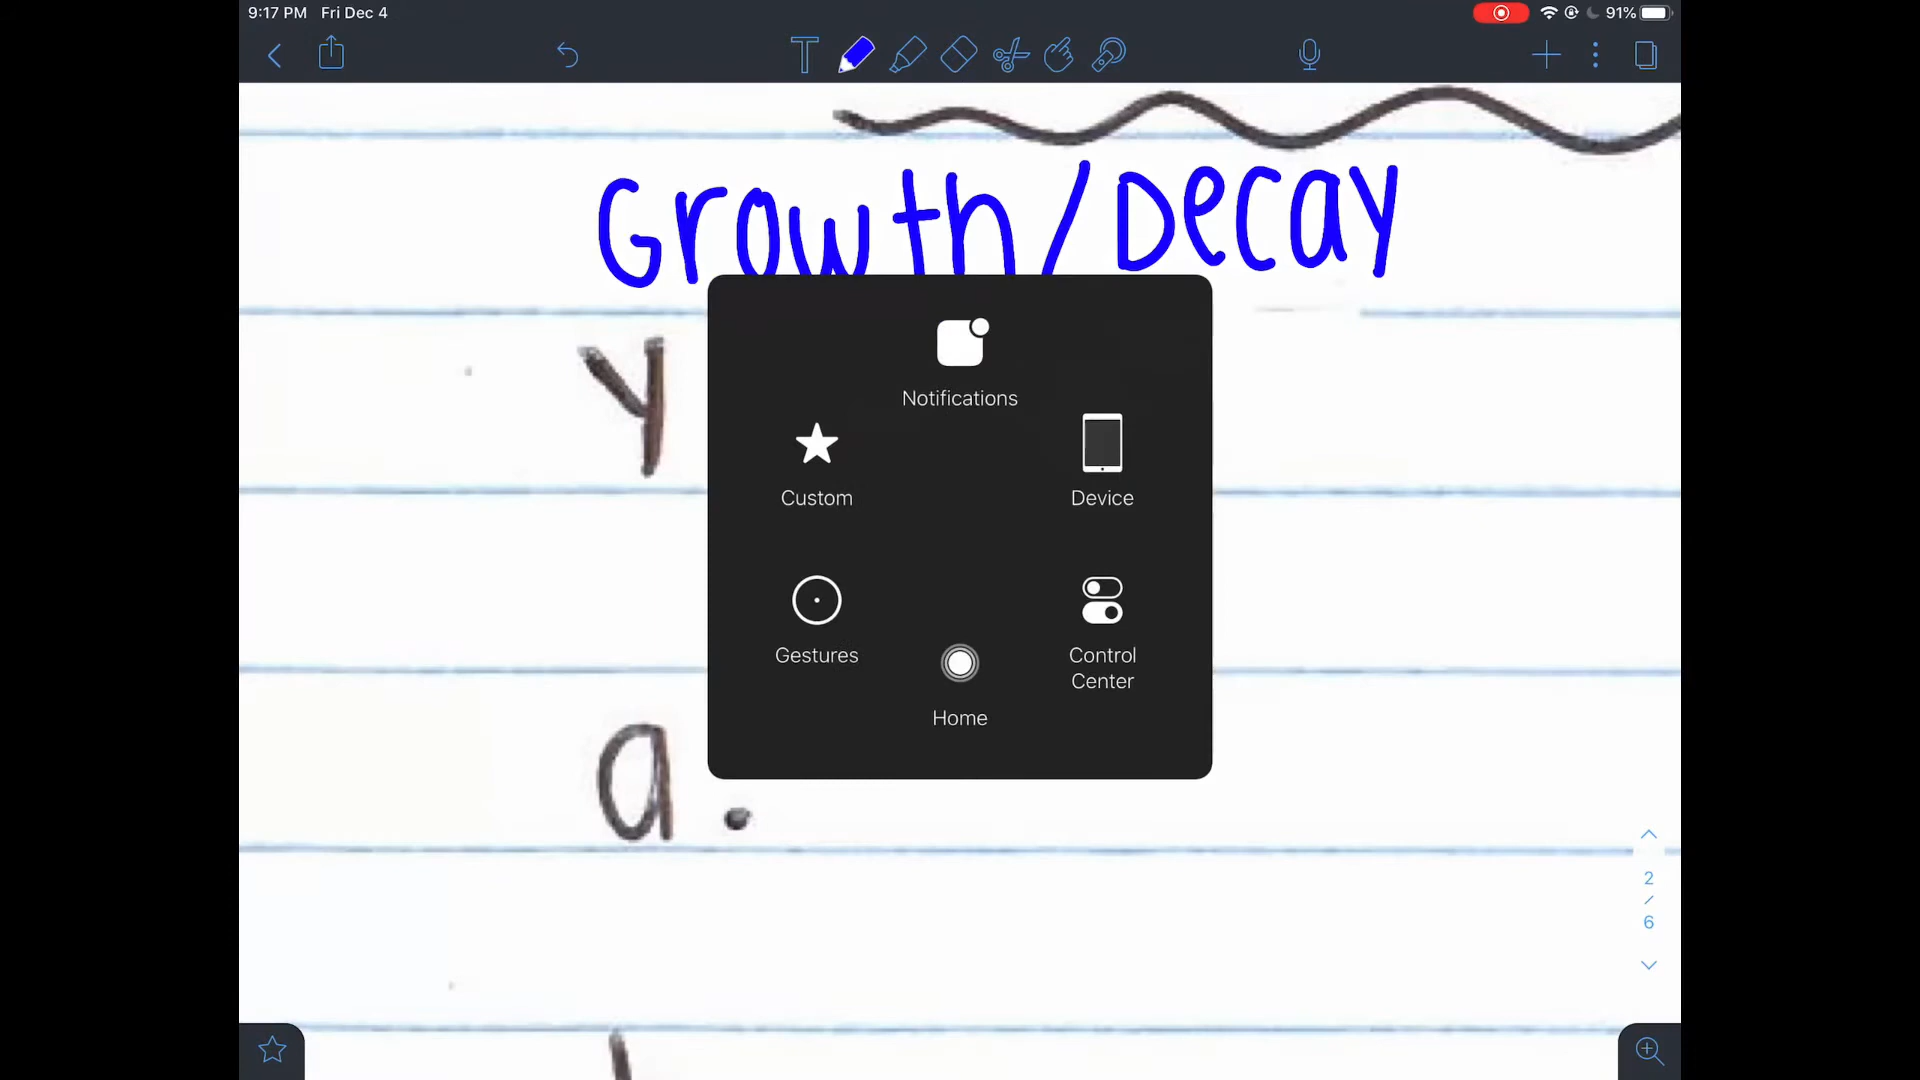 9:17 PM Fri Dec 4
91%
T
Growth/Decay
y
Notifications
Custom
Device
Gestures
Control
Center
Home
a.
2
/
6